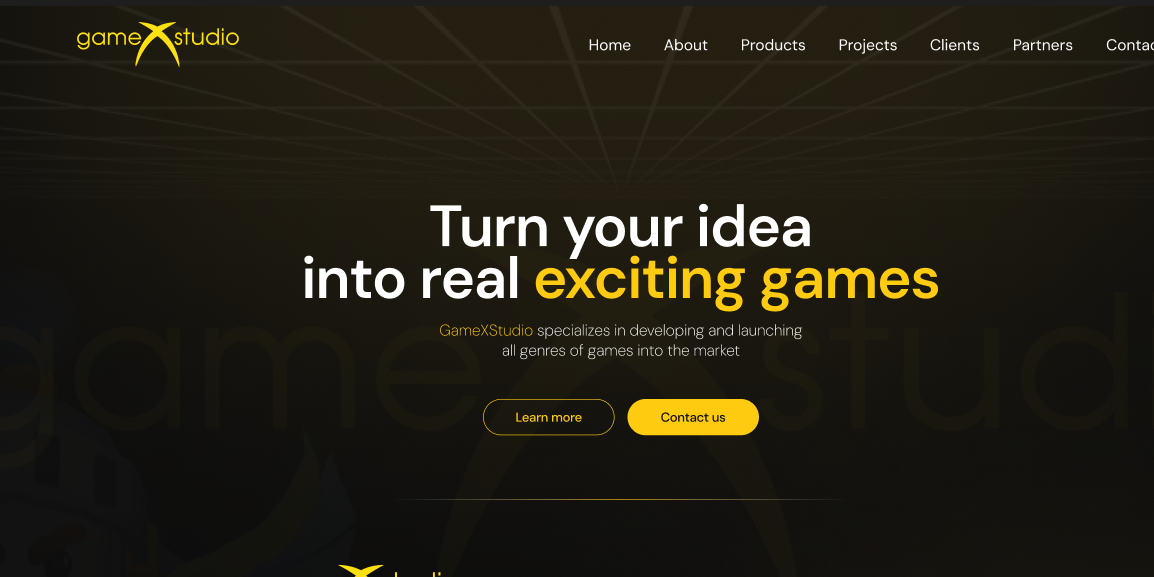 gameXstudio
Home About Products Projects Clients Partners Contac
Turn your idea
into real exciting games
GameXStudio specializes in developing and launching
all genres of games into the market
Learn more Contact us